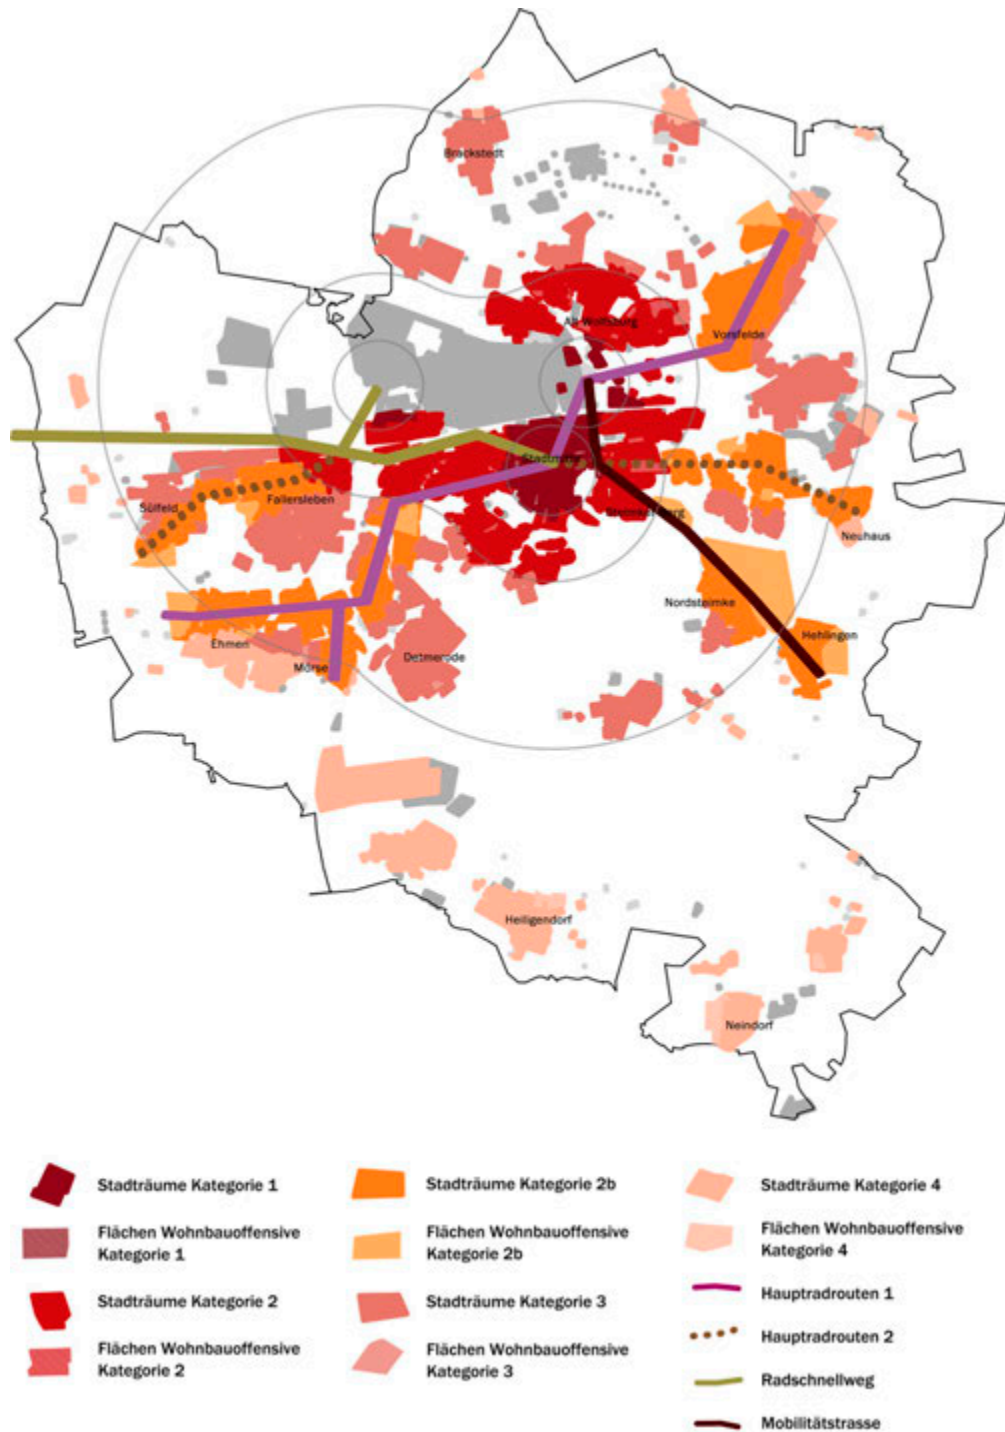 Brackstedt
Alt-Wolfsburg
Vorsfelde
Stadtmitte
Fallersleben
Sülfeld
Neuhaus
Nordsteimke
Hehlingen
Ehmen
Mörse
Detmerode
Heiligendorf
Neindorf
Stadträume Kategorie 1
Flächen Wohnbauoffensive
Kategorie 1
Stadträume Kategorie 2
Flächen Wohnbauoffensive
Kategorie 2
Stadträume Kategorie 2b
Flächen Wohnbauoffensive
Kategorie 2b
Stadträume Kategorie 3
Flächen Wohnbauoffensive
Kategorie 3
Stadträume Kategorie 4
Flächen Wohnbauoffensive
Kategorie 4
Hauptradrouten 1
Hauptradrouten 2
Radschnellweg
Mobilitätstrasse